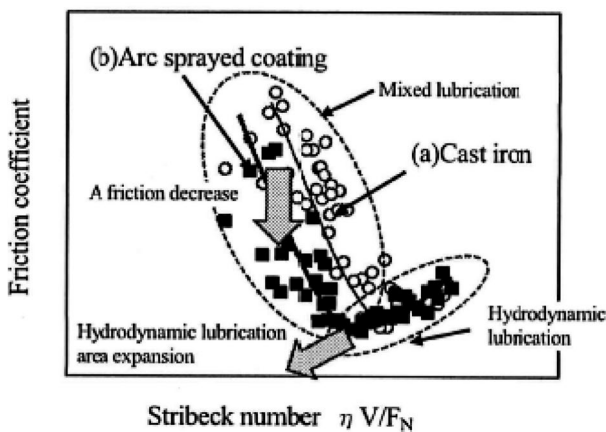 (b)Arc sprayed coating
Mixed lubrication
(a)Cast iron
A friction decrease
Friction coefficient
Hydrodynamic lubrication
area expansion
Hydrodynamic
lubrication
Stribeck number η V/F_N